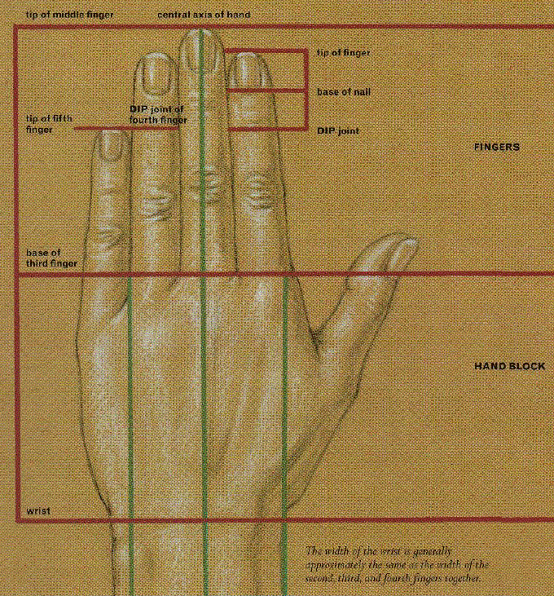 tip of middle finger
central axis of hand
tip of finger
base of nail
DIP joint of
fourth finger
tip of fifth
finger
DIP joint
FINGERS
base of
third finger
HAND BLOCK
wrist
The width of the wrist is generally
approximately the same as the width of the
second, third, and fourth fingers together.